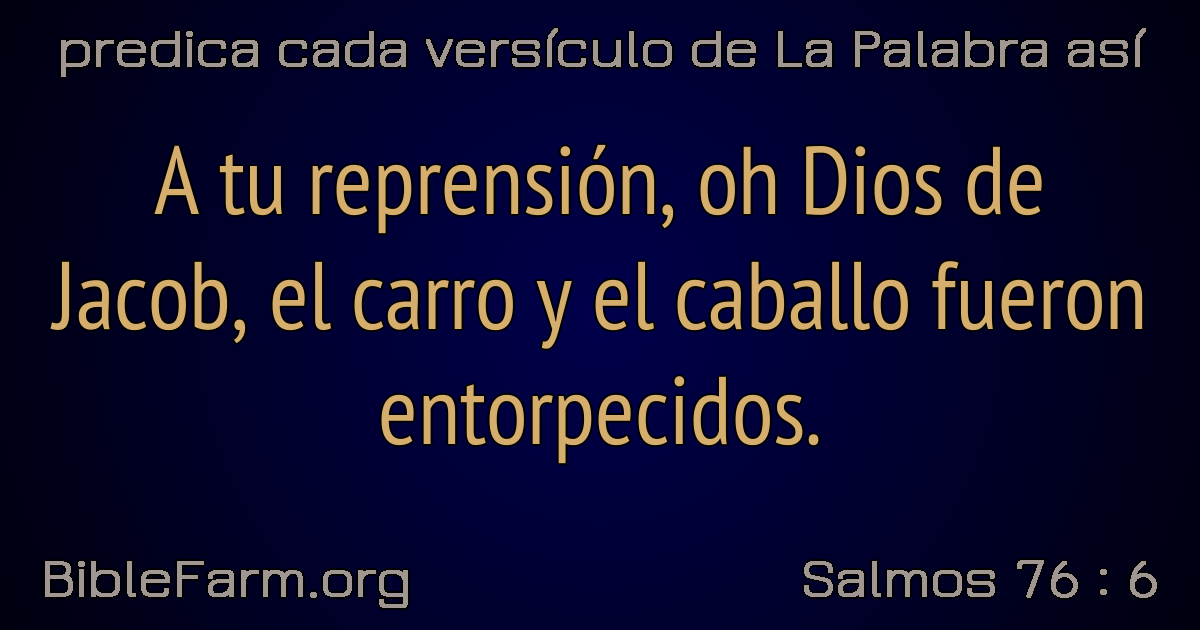 predica cada versículo de La Palabra así
A tu reprensión, oh Dios de
Jacob, el carro y el caballo fueron
entorpecidos.
BibleFarm.org
Salmos 76 : 6